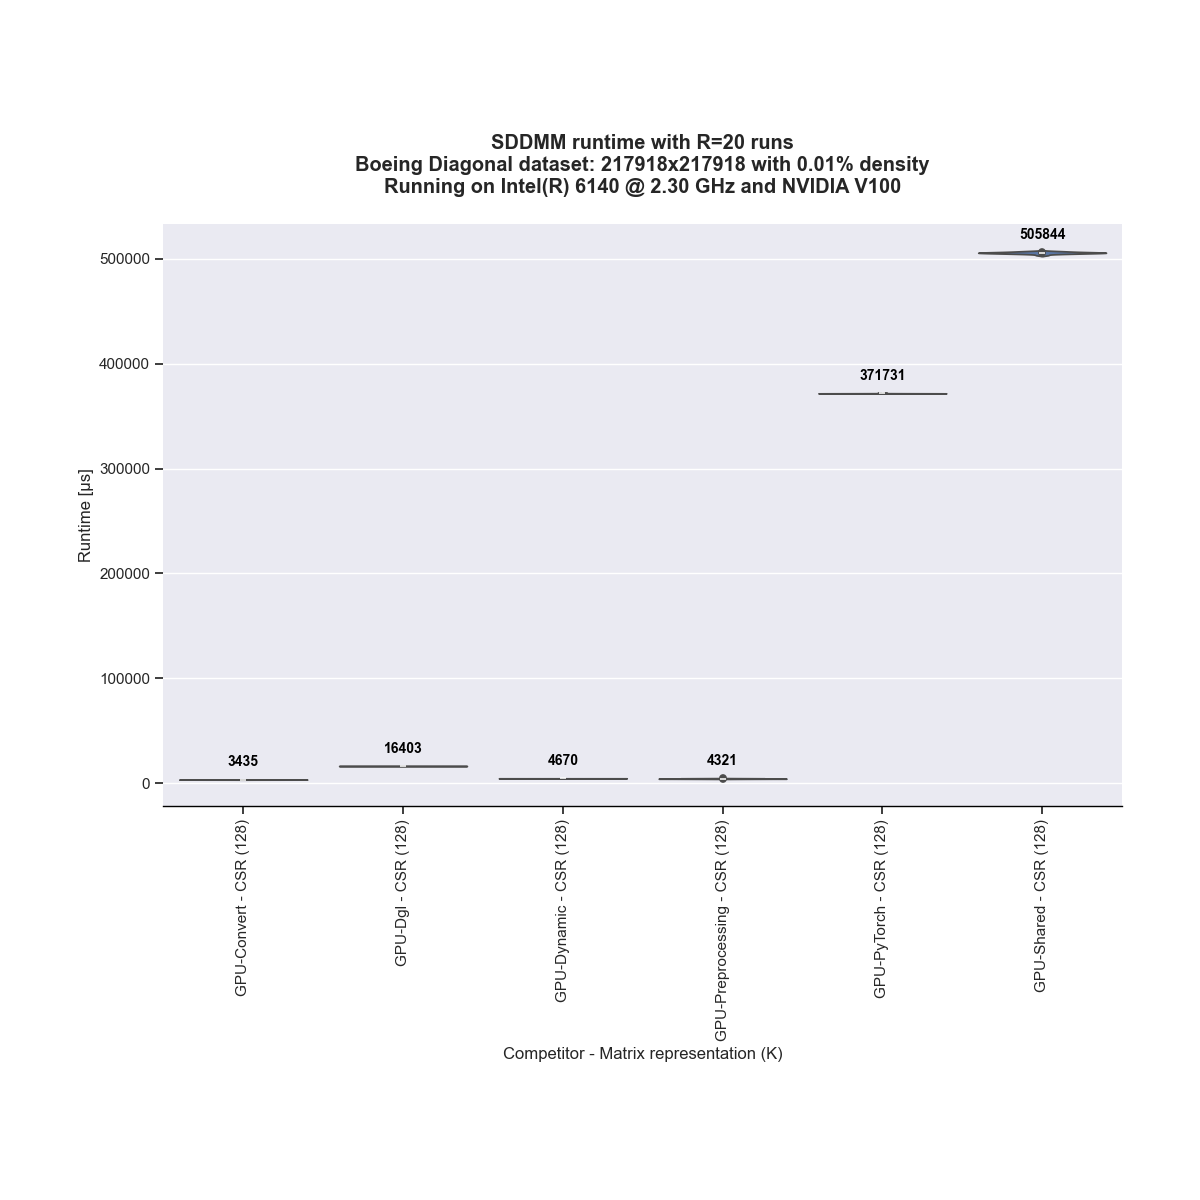 SDDMM runtime with R=20 runs
Boeing Diagonal dataset: 217918x217918 with 0.01% density
Running on Intel(R) 6140 @ 2.30 GHz and NVIDIA V100
505844
500000
400000
371731
300000
Runtime [µs]
200000
100000
16403
3435
4670
4321
0
GPU-Convert - CSR (128)
GPU-Dgl - CSR (128)
GPU-Dynamic - CSR (128)
GPU-Preprocessing - CSR (128)
GPU-PyTorch - CSR (128)
GPU-Shared - CSR (128)
Competitor - Matrix representation (K)